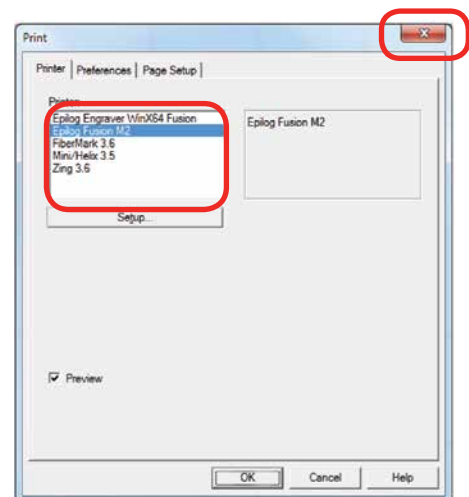 Print
Printer Preferences Page Setup
Printer
Epilog Engraver WinX64 Fusion
Epilog Fusion M2
FiberMark 3.6
Mini/Helix 3.5
Zing 3.6
Epilog Fusion M2
Setup...
Preview
OK Cancel Help